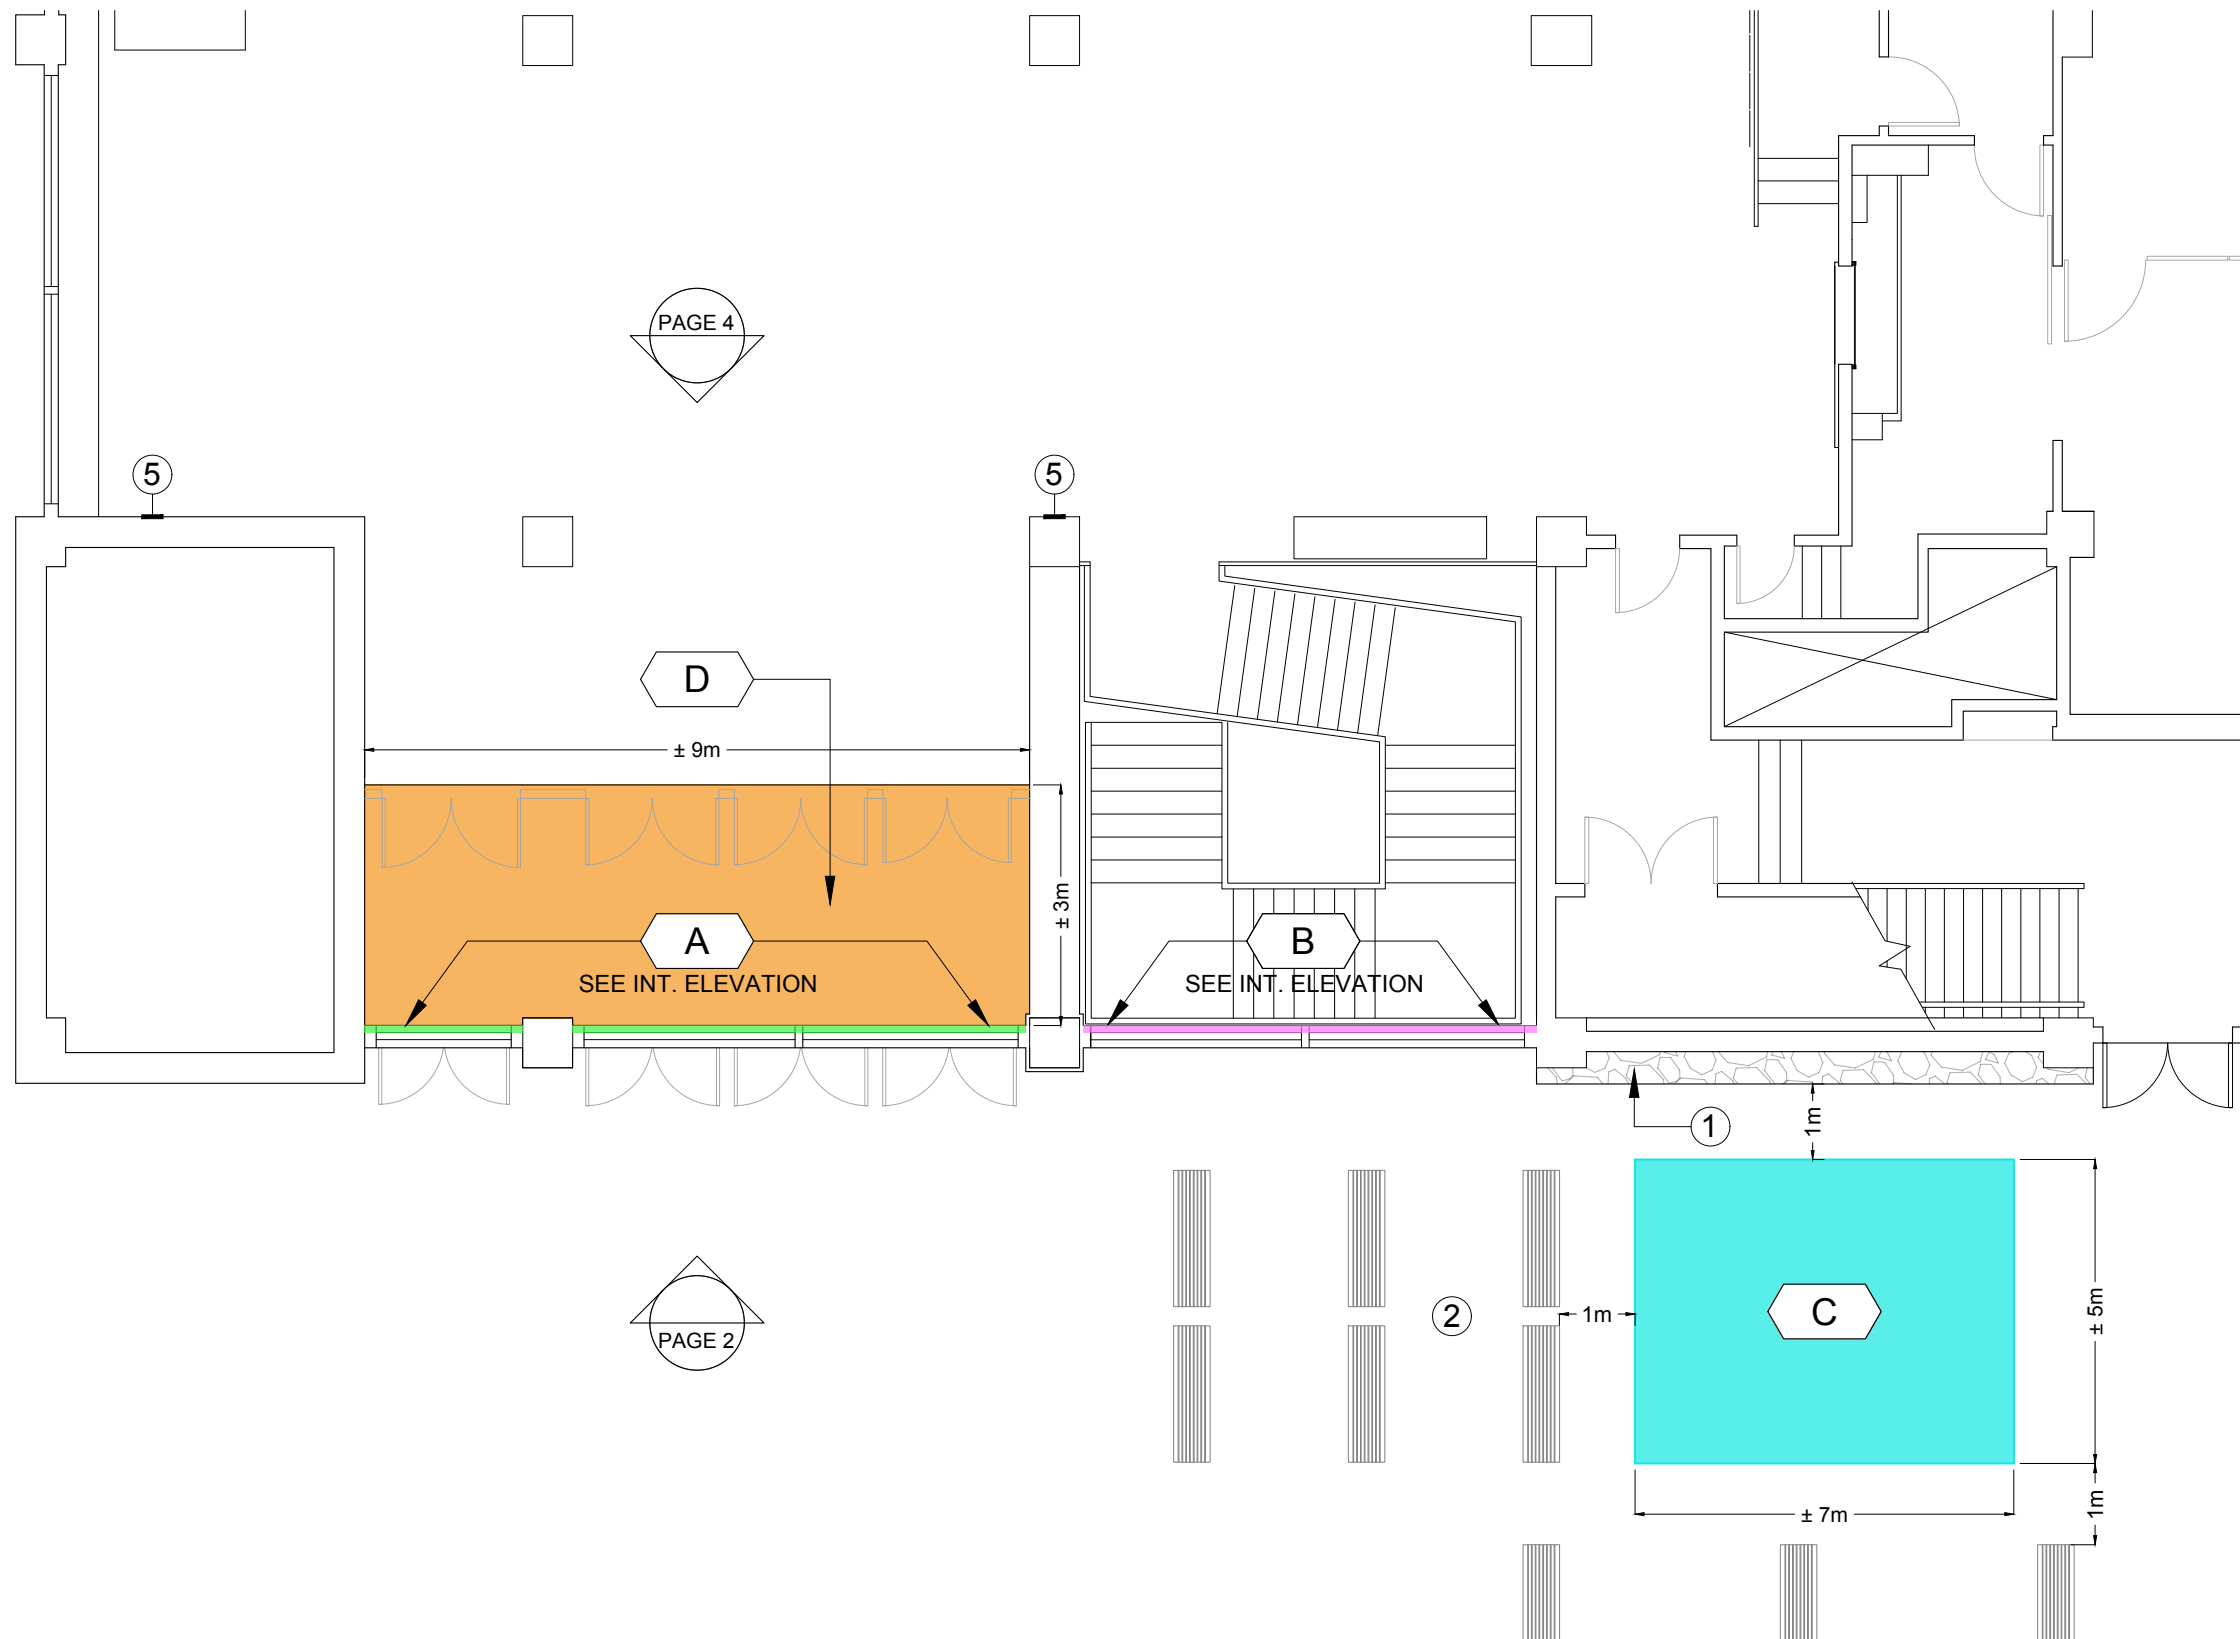 PAGE 4
5
5
D
± 9m
± 3m
A
B
SEE INT. ELEVATION
SEE INT. ELEVATION
1
1m
2
1m
C
± 5m
PAGE 2
1m
± 7m